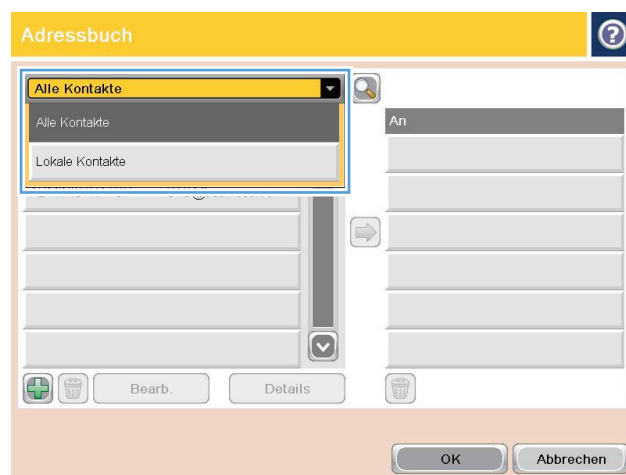 Adressbuch
Alle Kontakte
Alle Kontakte
Lokale Kontakte
An
Bearb.
Details
OK
Abbrechen